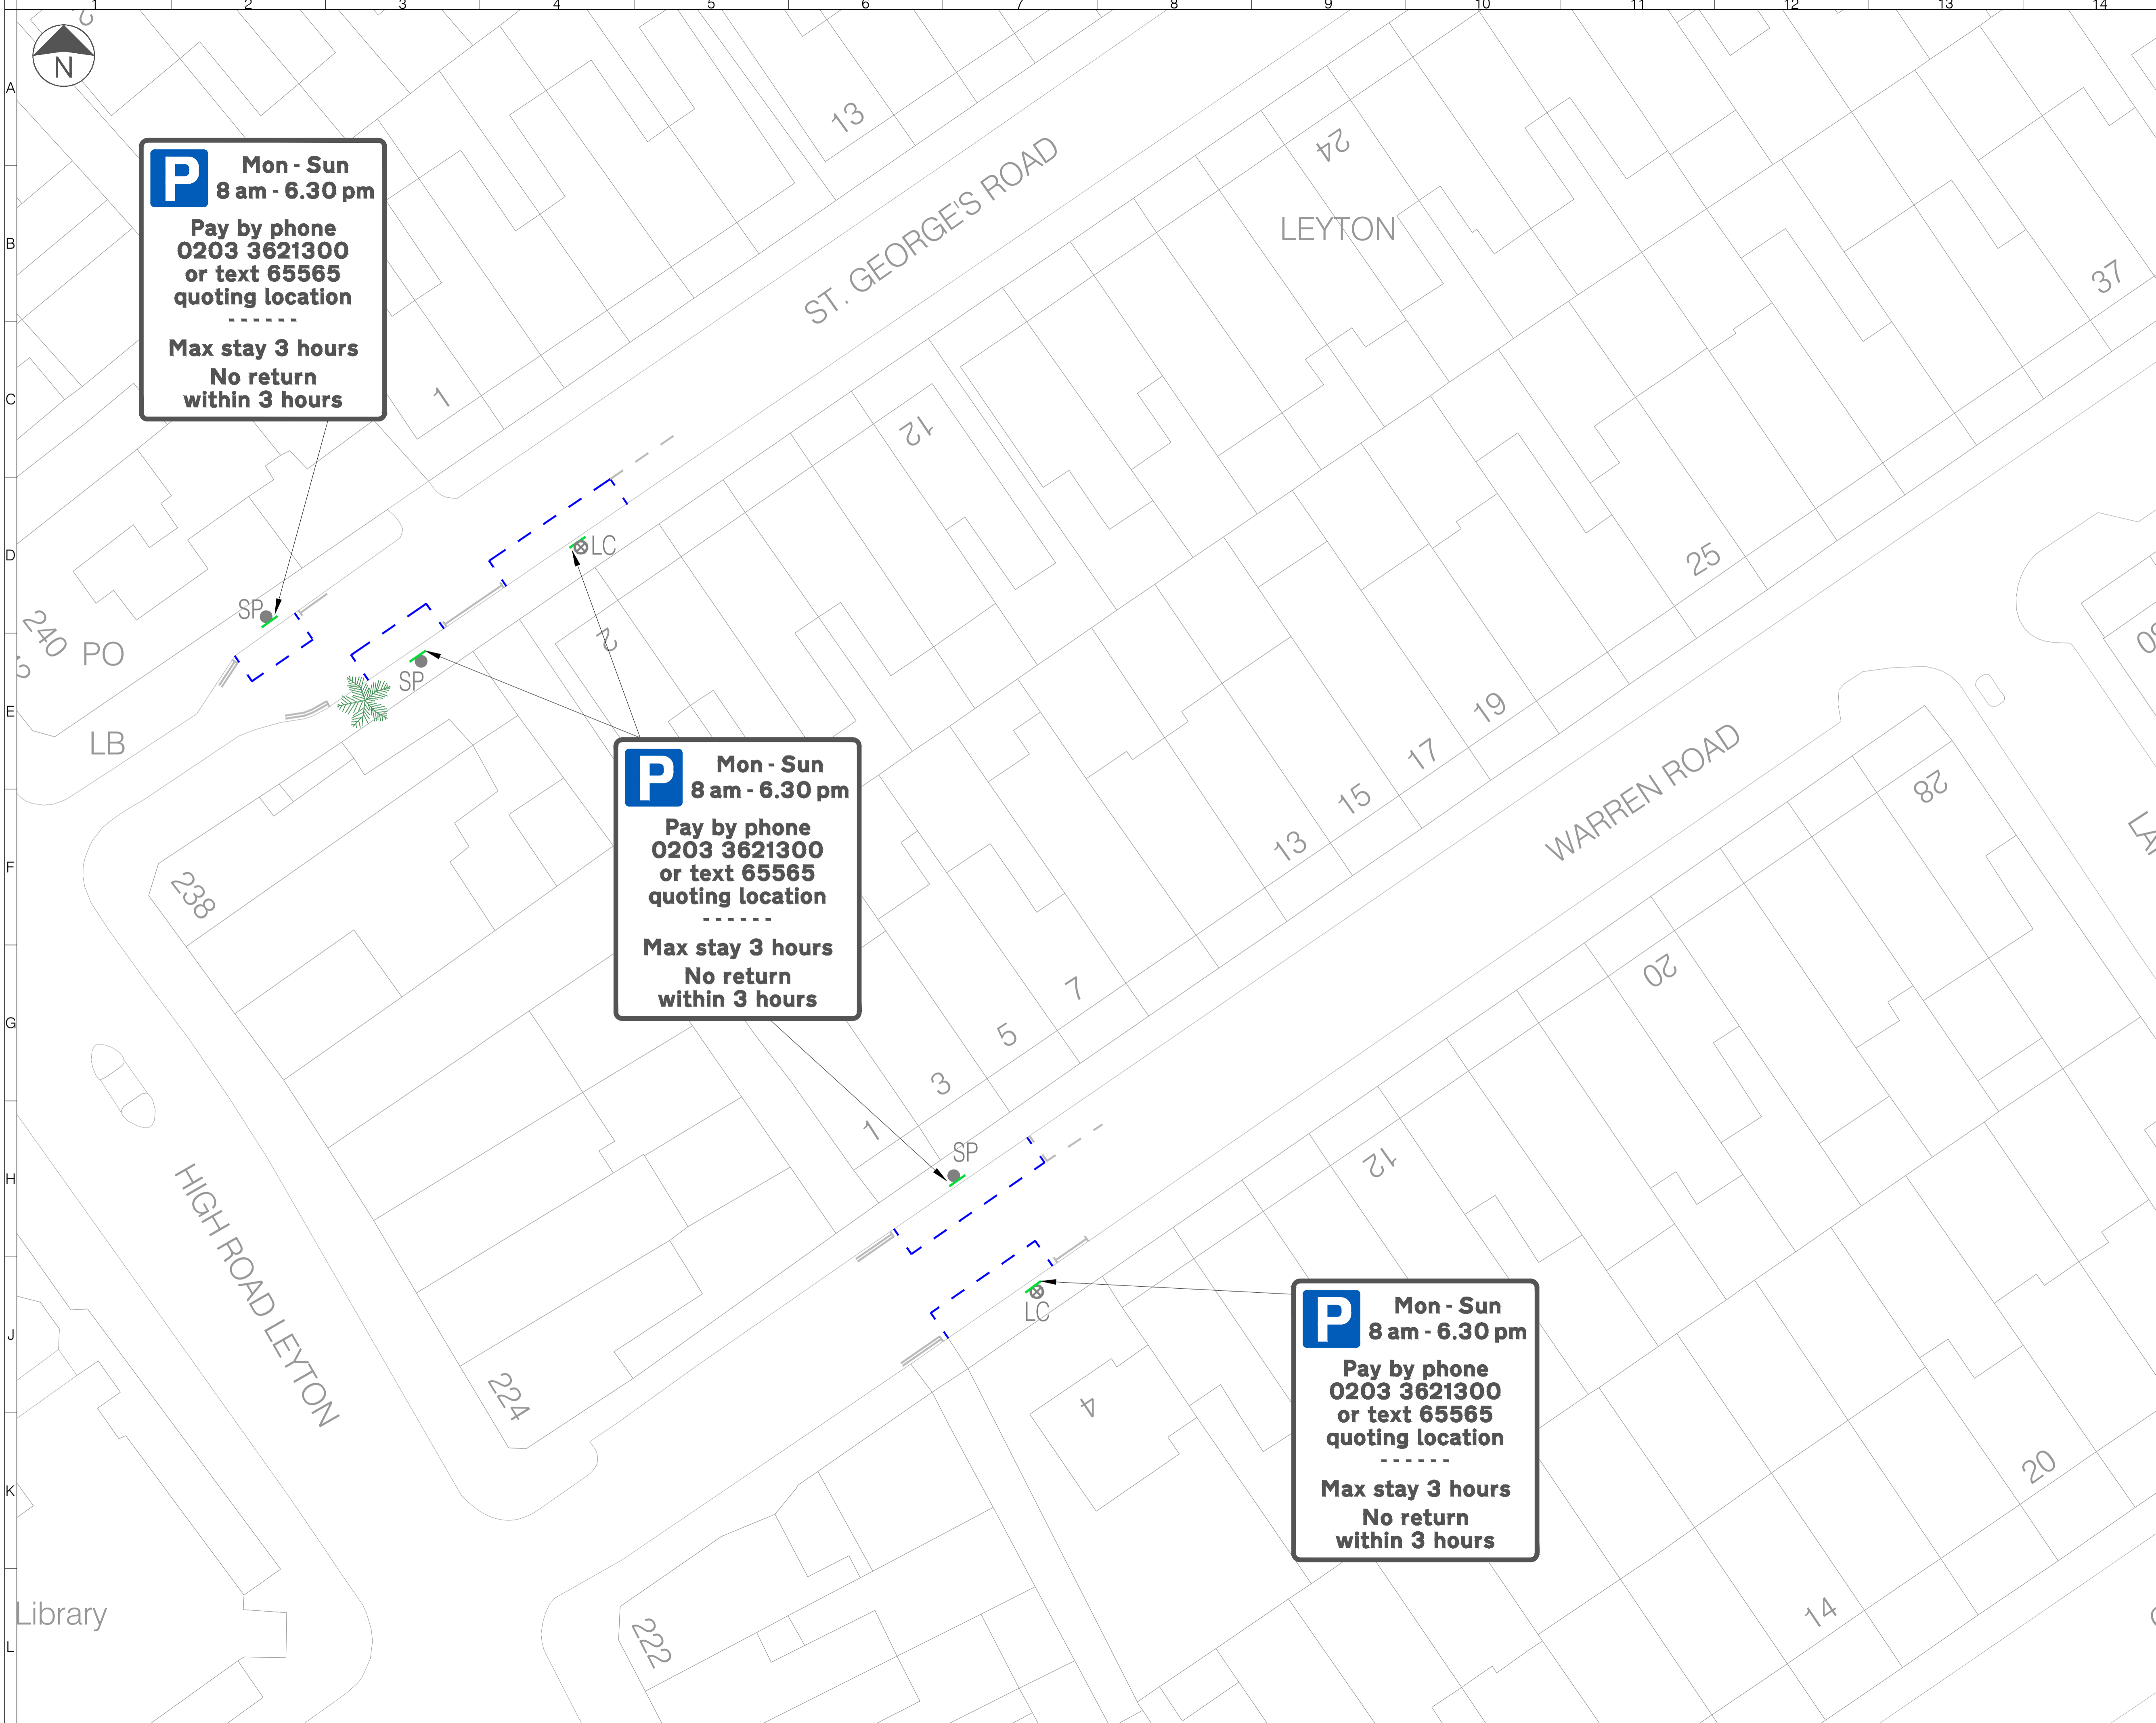 1 2 3 4 5 6 7 8 9 10 11 12 13 14
A
B
C
D
E
F
G
H
J
K
L
N
P
Mon - Sun
8 am - 6.30 pm
Pay by phone
0203 3621300
or text 65565
quoting location
Max stay 3 hours
No return
within 3 hours
13
ST. GEORGE'S ROAD
24
LEYTON
37
1
12
LC
SP
240
PO
LB
SP
2
25
P
Mon - Sun
8 am - 6.30 pm
Pay by phone
0203 3621300
or text 65565
quoting location
Max stay 3 hours
No return
within 3 hours
19
17
15
13
WARREN ROAD
28
238
20
7
5
3
1
SP
12
HIGH ROAD LEYTON
LC
224
4
P
Mon - Sun
8 am - 6.30 pm
Pay by phone
0203 3621300
or text 65565
quoting location
Max stay 3 hours
No return
within 3 hours
20
14
Library
222